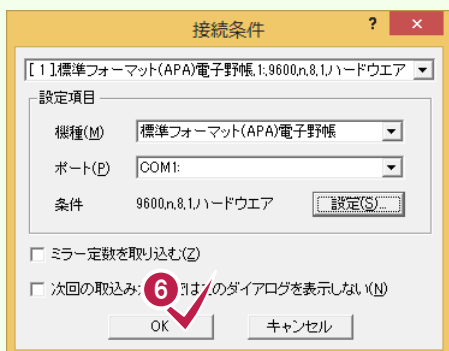 接続条件
? ×
[ 1 ]標準フォーマット(APA)電子野帳,1:,9600,n,8,1,ハードウエア
設定項目
機種(M) 標準フォーマット(APA)電子野帳
ポート(P) COM1:
条件 9600,n,8,1,ハードウエア 設定(S)...
ミラー定数を取り込む(Z)
次回の取込み
はこのダイアログを表示しない(N)
6
OK キャンセル